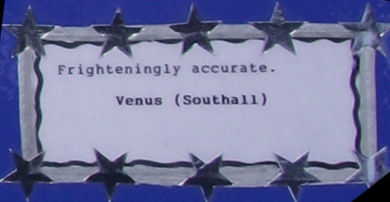 Frighteningly accurate.
Venus (Southall)